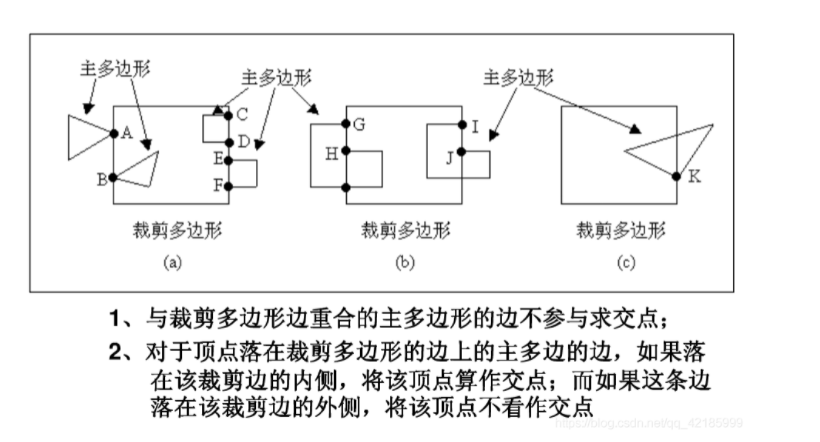 主多边形
主多边形
主多边形
A
B
C
D
E
F
G
H
I
J
K
裁剪多边形
裁剪多边形
裁剪多边形
(a)
(b)
(c)
1、与裁剪多边形边重合的主多边形的边不参与求交点；
2、对于顶点落在裁剪多边形的边上的主多边的边，如果落
在该裁剪边的内侧，将该顶点算作交点；而如果这条边
落在该裁剪边的外侧，将该顶点不看作交点
https://blog.csdn.net/qq_42185999